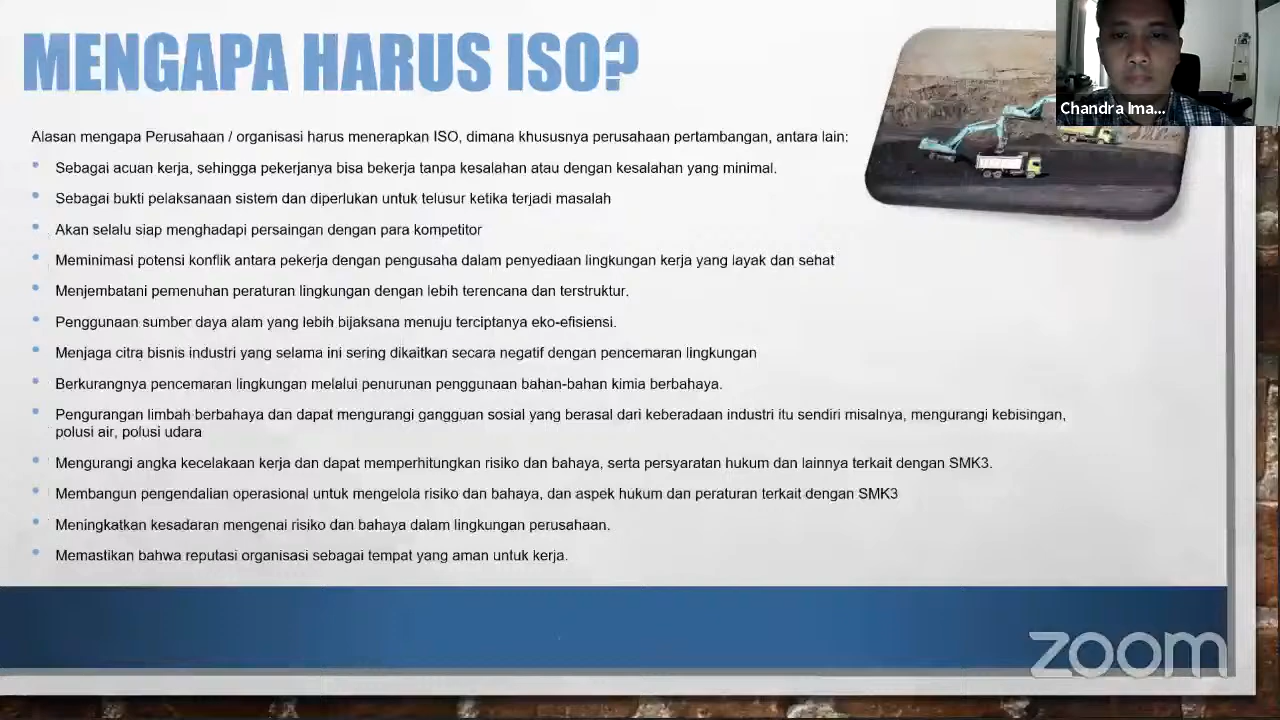 MENGAPA HARUS ISO?
Chandra Ima...
Alasan mengapa Perusahaan / organisasi harus menerapkan ISO, dimana khususnya perusahaan pertambangan, antara lain:
Sebagai acuan kerja, sehingga pekerjanya bisa bekerja tanpa kesalahan atau dengan kesalahan yang minimal.
Sebagai bukti pelaksanaan sistem dan diperlukan untuk telusur ketika terjadi masalah
Akan selalu siap menghadapi persaingan dengan para kompetitor
Meminimasi potensi konflik antara pekerja dengan pengusaha dalam penyediaan lingkungan kerja yang layak dan sehat
Menjembatani pemenuhan peraturan lingkungan dengan lebih terencana dan terstruktur.
Penggunaan sumber daya alam yang lebih bijaksana menuju terciptanya eko-efisiensi.
Menjaga citra bisnis industri yang selama ini sering dikaitkan secara negatif dengan pencemaran lingkungan
Berkurangnya pencemaran lingkungan melalui penurunan penggunaan bahan-bahan kimia berbahaya.
Pengurangan limbah berbahaya dan dapat mengurangi gangguan sosial yang berasal dari keberadaan industri itu sendiri misalnya, mengurangi kebisingan,
polusi air, polusi udara
Mengurangi angka kecelakaan kerja dan dapat memperhitungkan risiko dan bahaya, serta persyaratan hukum dan lainnya terkait dengan SMK3.
Membangun pengendalian operasional untuk mengelola risiko dan bahaya, dan aspek hukum dan peraturan terkait dengan SMK3
Meningkatkan kesadaran mengenai risiko dan bahaya dalam lingkungan perusahaan.
Memastikan bahwa reputasi organisasi sebagai tempat yang aman untuk kerja.
zoom